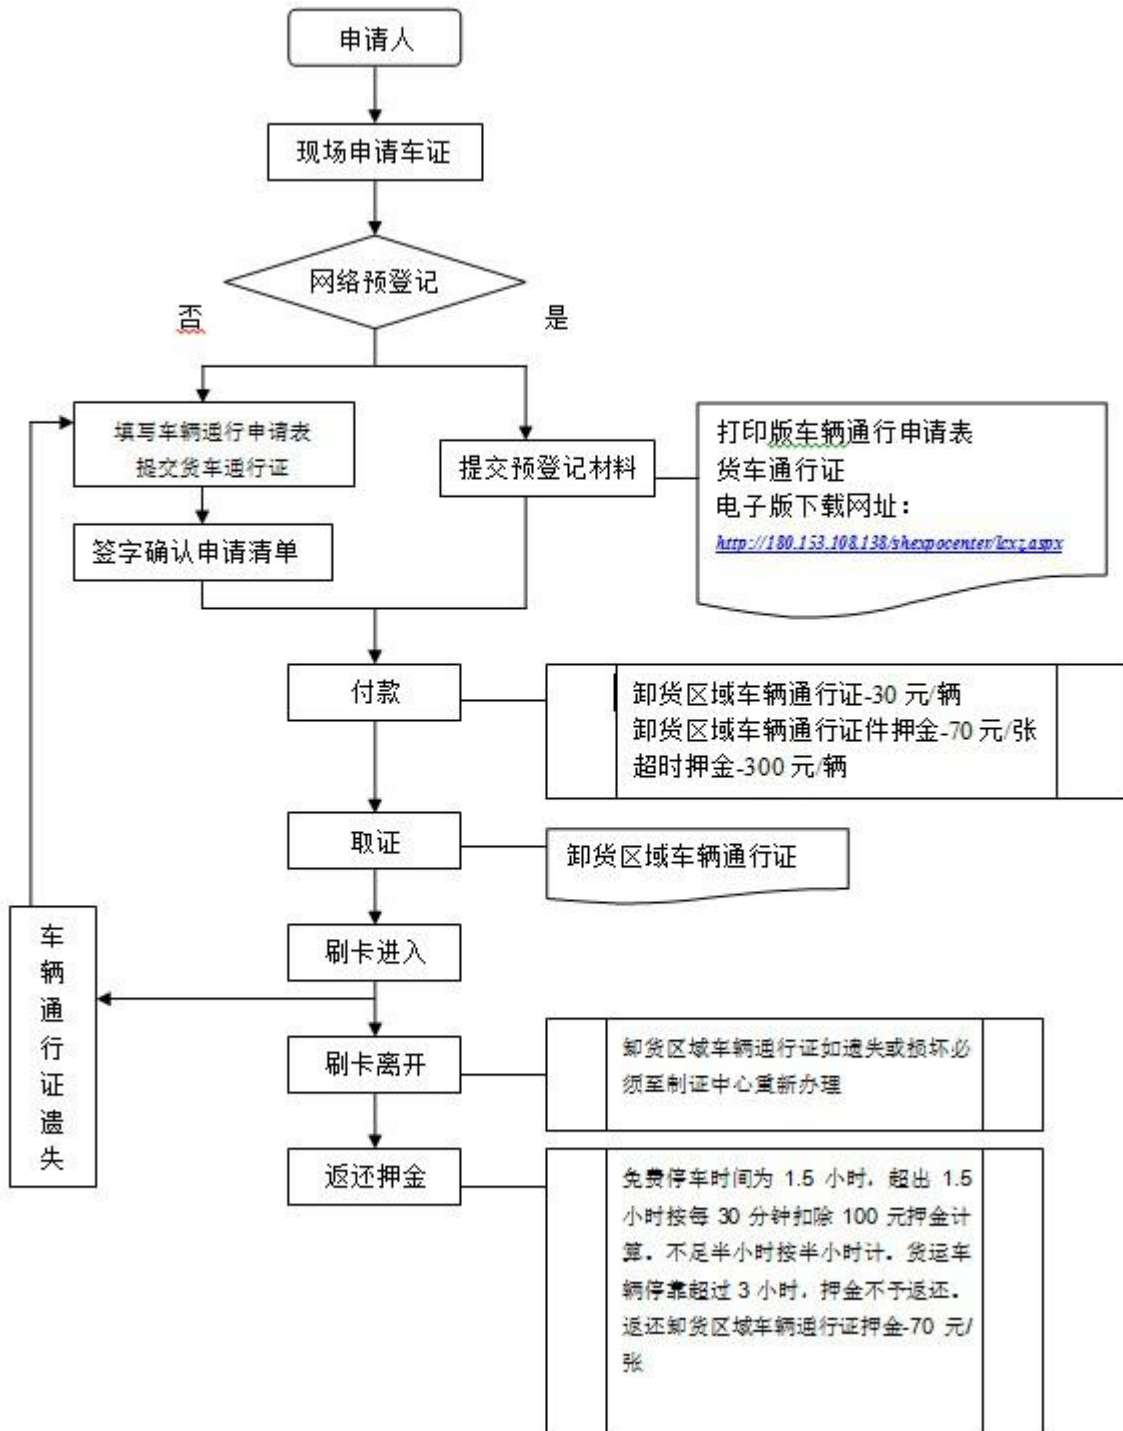 申请人
现场申请车证
网络预登记
否
是
填写车辆通行申请表
提交货车通行证
提交预登记材料
打印版车辆通行申请表
货车通行证
电子版下载网址：
http://180.153.108.138/shexpocenter/lcxz.aspx
签字确认申请清单
付款
卸货区域车辆通行证-30 元/辆
卸货区域车辆通行证件押金-70 元/张
超时押金-300 元/辆
取证
卸货区域车辆通行证
刷卡进入
车
辆
通
行
证
遗
失
刷卡离开
卸货区域车辆通行证如遗失或损坏必
须至制证中心重新办理
返还押金
免费停车时间为 1.5 小时，超出 1.5
小时按每 30 分钟扣除 100 元押金计
算。不足半小时按半小时计。货运车
辆停靠超过 3 小时，押金不予返还。
返还卸货区域车辆通行证押金-70 元/
张